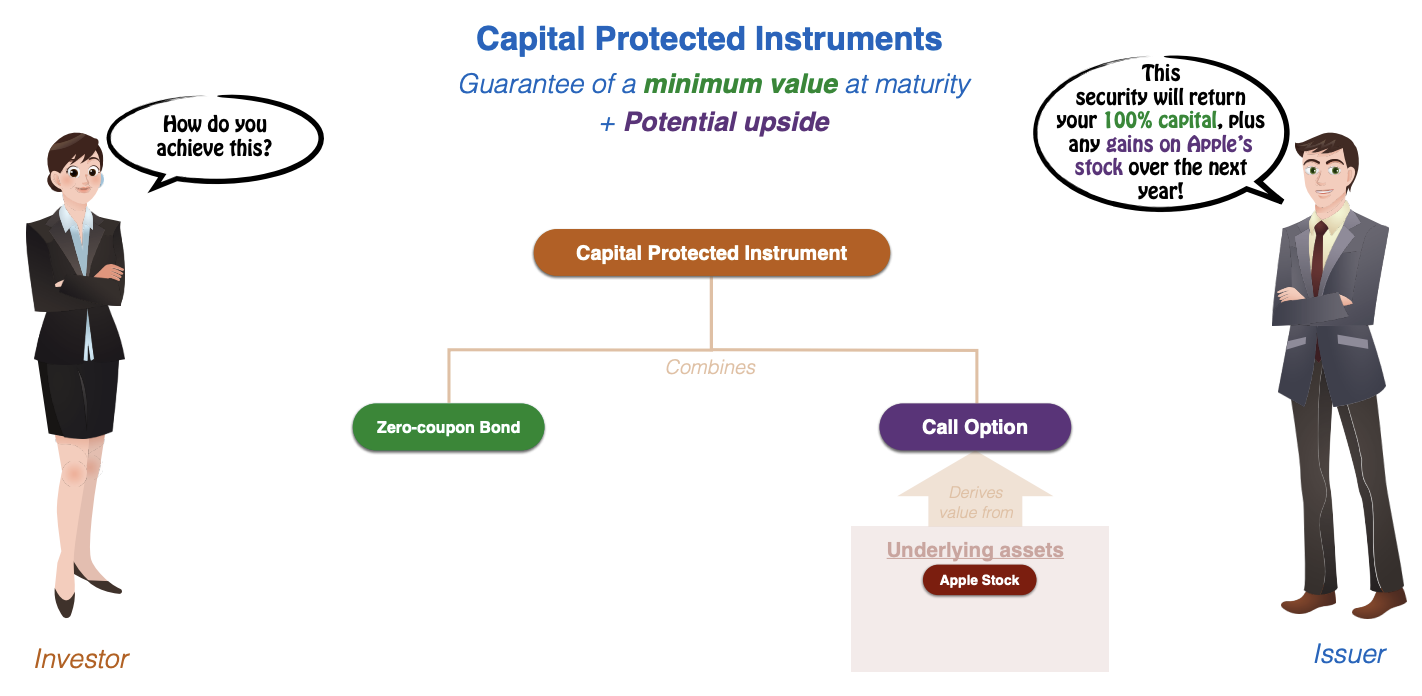 Capital Protected Instruments
Guarantee of a minimum value at maturity
+ Potential upside
How do you
achieve this?
This
security will return
your 100% capital, plus
any gains on Apple's
stock over the next
year!
Capital Protected Instrument
Combines
Zero-coupon Bond
Call Option
Derives
value from
Underlying assets
Apple Stock
Investor
Issuer